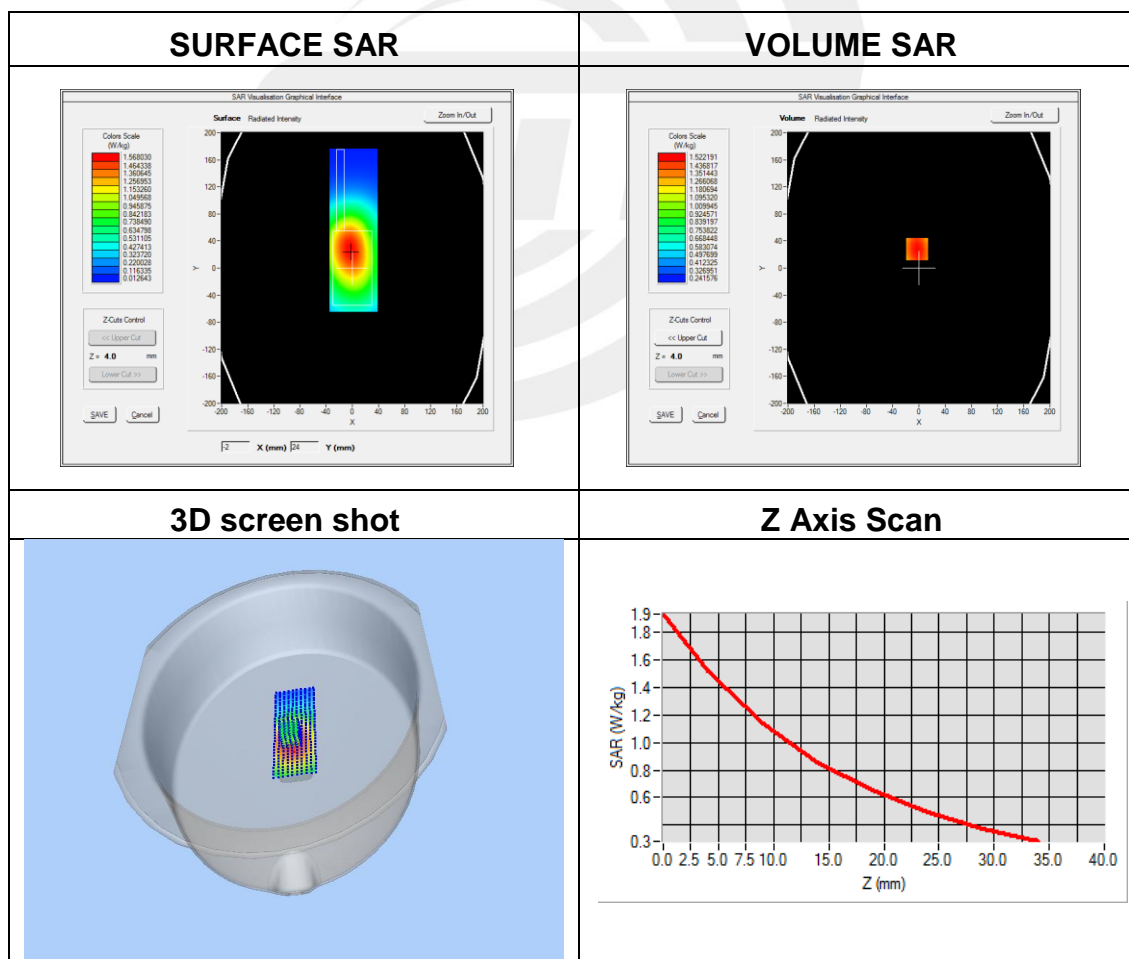 SURFACE SAR
VOLUME SAR
SAR Visualisation Graphical Interface
Surface Radiated Intensity
Zoom In/Out
Colors Scale
(W/kg)
1.568030
1.464338
1.360645
1.256953
1.153260
1.049568
0.945875
0.842183
0.738490
0.634798
0.531105
0.427413
0.323720
0.220028
0.116335
0.012643
Z-Cuts Control
<< Upper Cut
Z = 4.0 mm
Lower Cut >>
SAVE Cancel
200
160
120
80
40
0
-40
-80
-120
-160
-200
Y
-200 -160 -120 -80 -40 0 40 80 120 160 200
X
-2 X (mm) 24 Y (mm)
SAR Visualisation Graphical Interface
Volume Radiated Intensity
Zoom In/Out
Colors Scale
(W/kg)
1.522191
1.436817
1.351443
1.266068
1.180694
1.095320
1.009945
0.924571
0.839197
0.753822
0.668448
0.583074
0.497699
0.412325
0.326951
0.241576
Z-Cuts Control
<< Upper Cut
Z = 4.0 mm
Lower Cut >>
SAVE Cancel
200
160
120
80
40
0
-40
-80
-120
-160
-200
Y
-200 -160 -120 -80 -40 0 40 80 120 160 200
X
3D screen shot
Z Axis Scan
1.9
1.8
1.6
1.4
1.2
1.0
0.8
0.6
0.3
SAR (W/kg)
0.0 2.5 5.0 7.5 10.0 15.0 20.0 25.0 30.0 35.0 40.0
Z (mm)